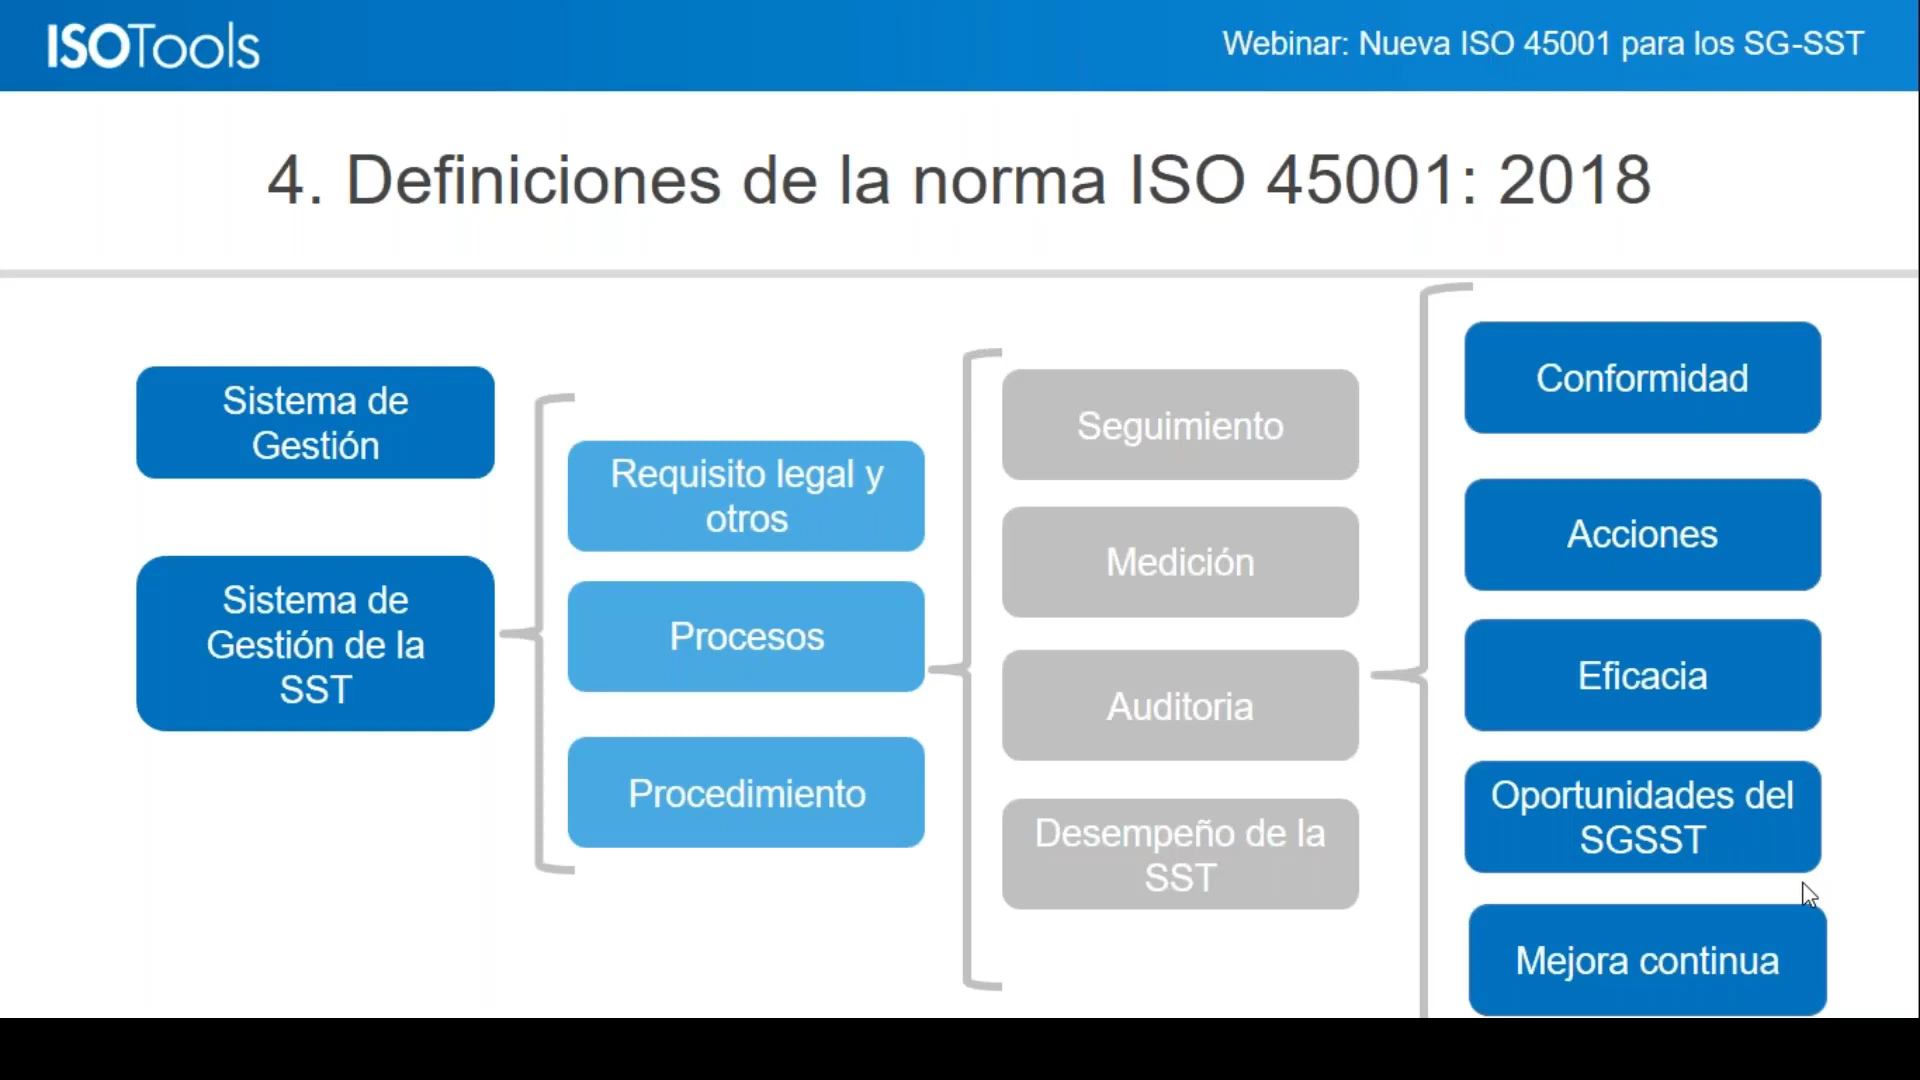 ISOTools
Webinar: Nueva ISO 45001 para los SG-SST
4. Definiciones de la norma ISO 45001: 2018
Sistema de
Gestión
Sistema de
Gestión de la
SST
Requisito legal y
otros
Procesos
Procedimiento
Seguimiento
Medición
Auditoria
Desempeño de la
SST
Conformidad
Acciones
Eficacia
Oportunidades del
SGSST
Mejora continua